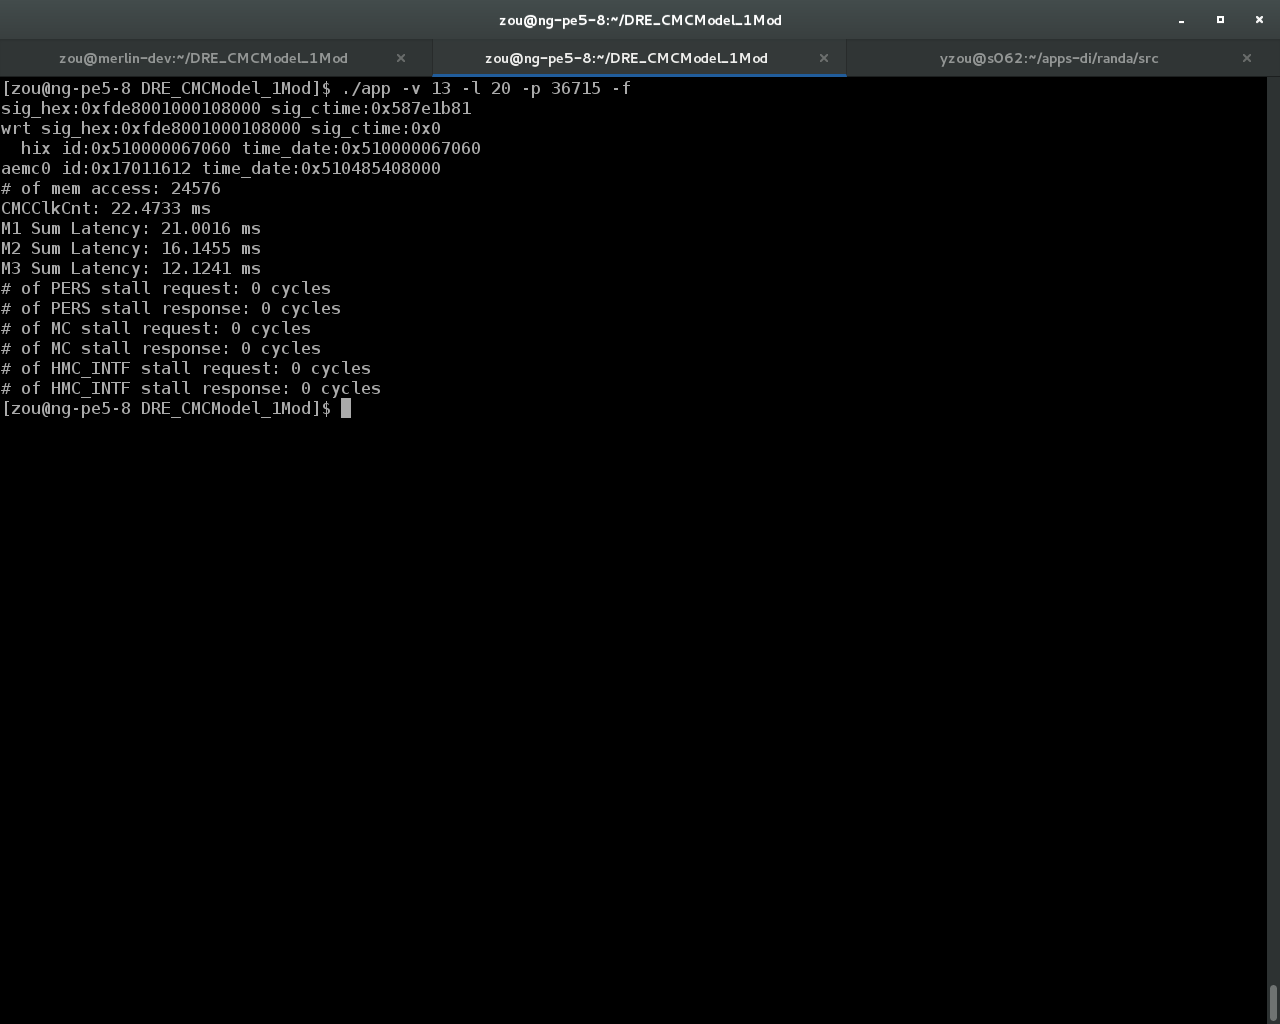 zou@ng-pe5-8:~/DRE_CMCModel_1Mod
zou@merlin-dev:~/DRE_CMCModel_1Mod × zou@ng-pe5-8:~/DRE_CMCModel_1Mod × yzou@s062:~/apps-di/randa/src ×
[zou@ng-pe5-8 DRE_CMCModel_1Mod]$ ./app -v 13 -l 20 -p 36715 -f
sig_hex:0xfde8001000108000 sig_ctime:0x587e1b81
wrt sig_hex:0xfde8001000108000 sig_ctime:0x0
  hix id:0x510000067060 time_date:0x510000067060
aemc0 id:0x17011612 time_date:0x510485408000
# of mem access: 24576
CMCClkCnt: 22.4733 ms
M1 Sum Latency: 21.0016 ms
M2 Sum Latency: 16.1455 ms
M3 Sum Latency: 12.1241 ms
# of PERS stall request: 0 cycles
# of PERS stall response: 0 cycles
# of MC stall request: 0 cycles
# of MC stall response: 0 cycles
# of HMC_INTF stall request: 0 cycles
# of HMC_INTF stall response: 0 cycles
[zou@ng-pe5-8 DRE_CMCModel_1Mod]$